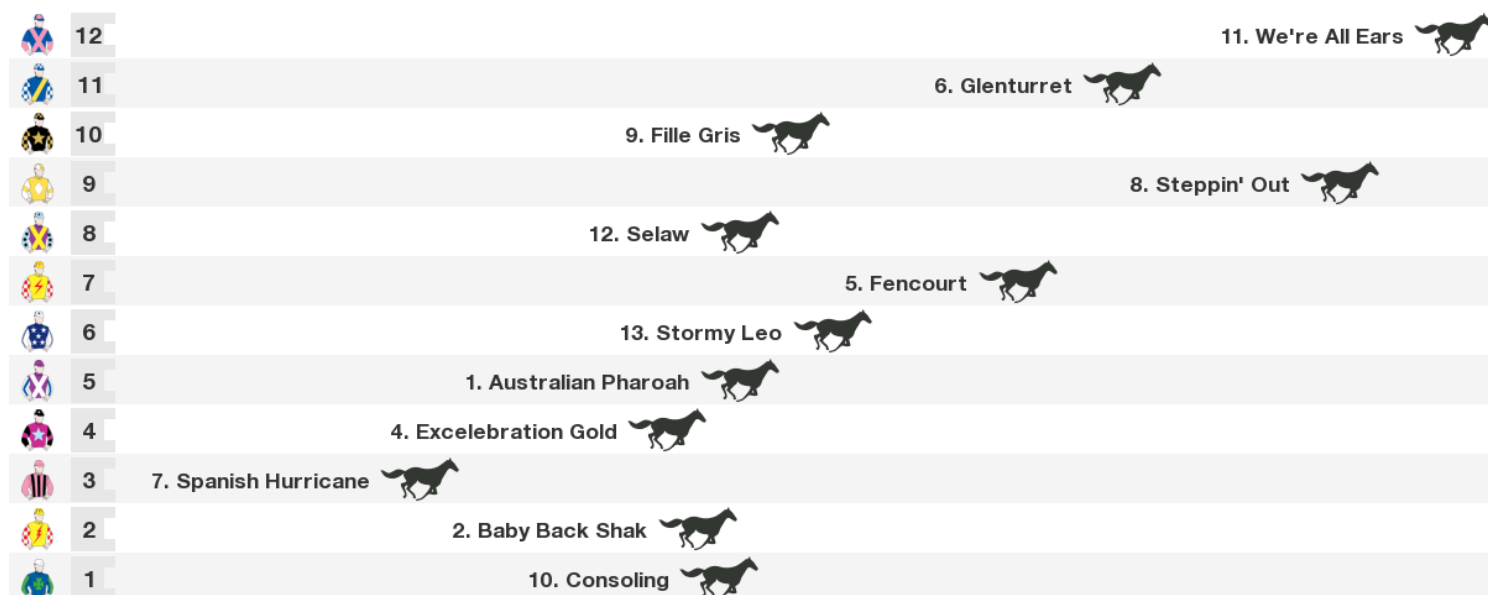 12 11. We're All Ears
11 6. Glenturret
10 9. Fille Gris
9 8. Steppin' Out
8 12. Selaw
7 5. Fencourt
6 13. Stormy Leo
5 1. Australian Pharoah
4 4. Excelebration Gold
3 7. Spanish Hurricane
2 2. Baby Back Shak
1 10. Consoling